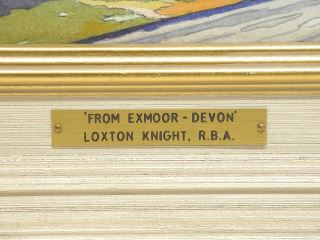 'FROM EXMOOR - DEVON'
LOXTON KNIGHT, R.B.A.